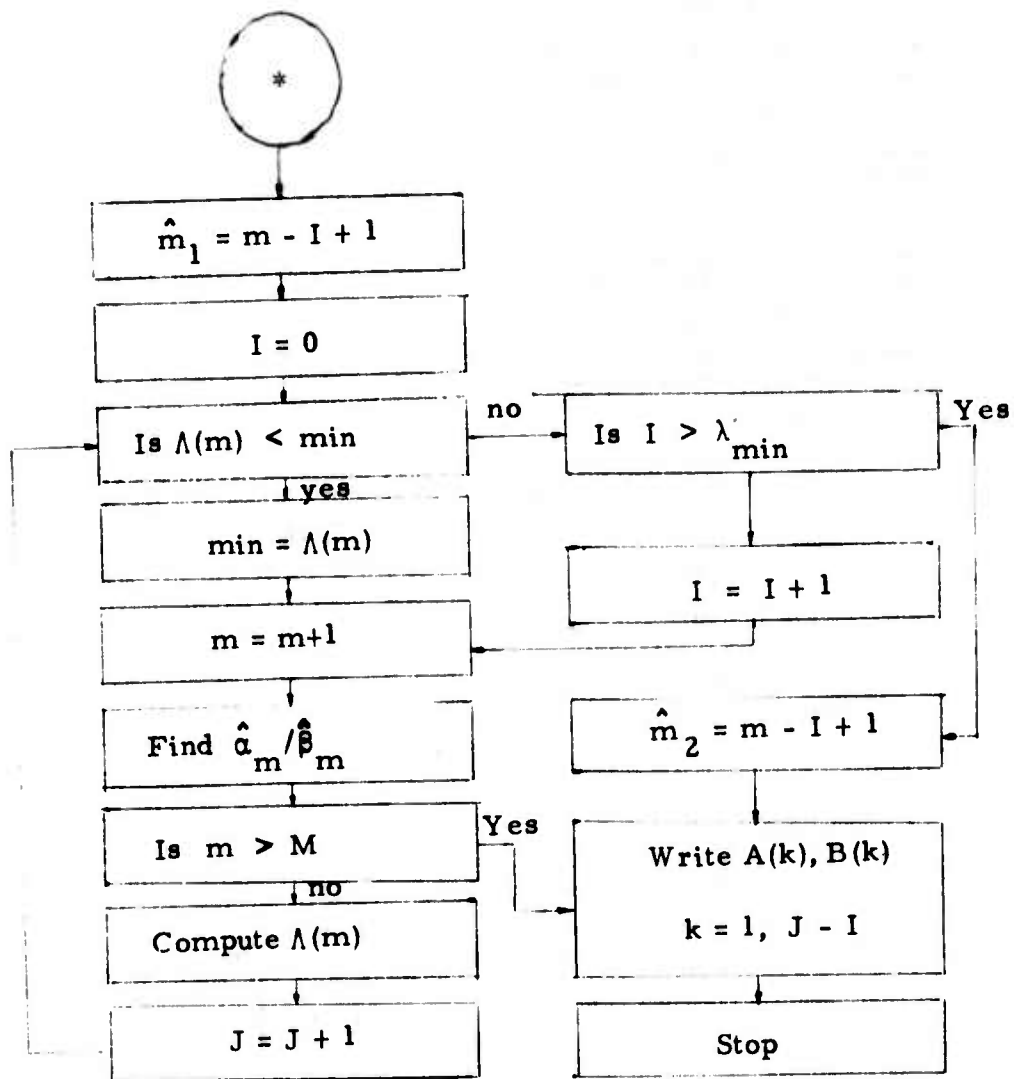 *
m̂₁ = m - I + 1
I = 0
Is Λ(m) < min
no
Is I > λmin
Yes
yes
min = Λ(m)
I = I + 1
m = m+1
Find α̂ₘ/β̂ₘ
m̂₂ = m - I + 1
Is m > M
Yes
Write A(k), B(k)
k = 1, J - I
no
Compute Λ(m)
J = J + 1
Stop